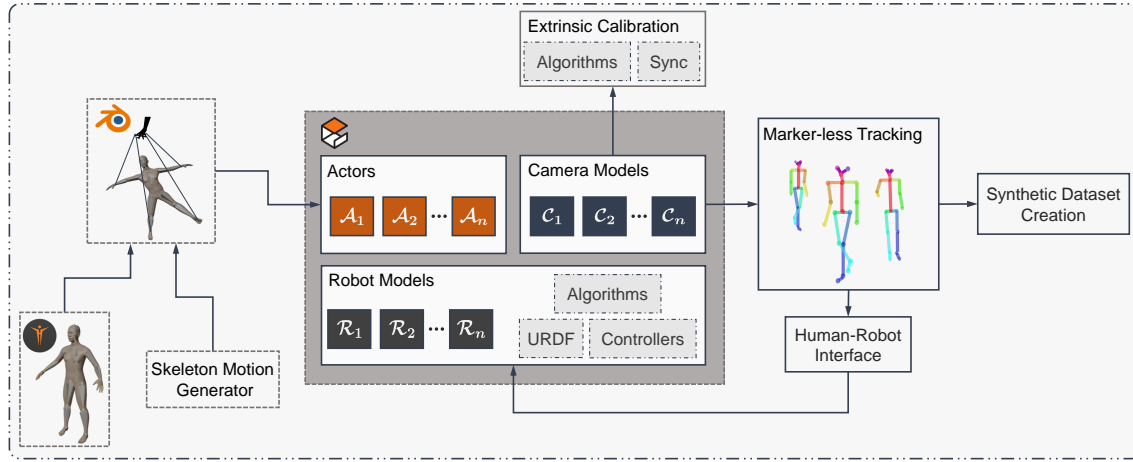 Extrinsic Calibration
Algorithms
Sync
Actors
𝒜₁ 𝒜₂ ··· 𝒜ₙ
Camera Models
𝒞₁ 𝒞₂ ··· 𝒞ₙ
Marker-less Tracking
Synthetic Dataset
Creation
Robot Models
ℛ₁ ℛ₂ ··· ℛₙ
Algorithms
URDF
Controllers
Human-Robot
Interface
Skeleton Motion
Generator